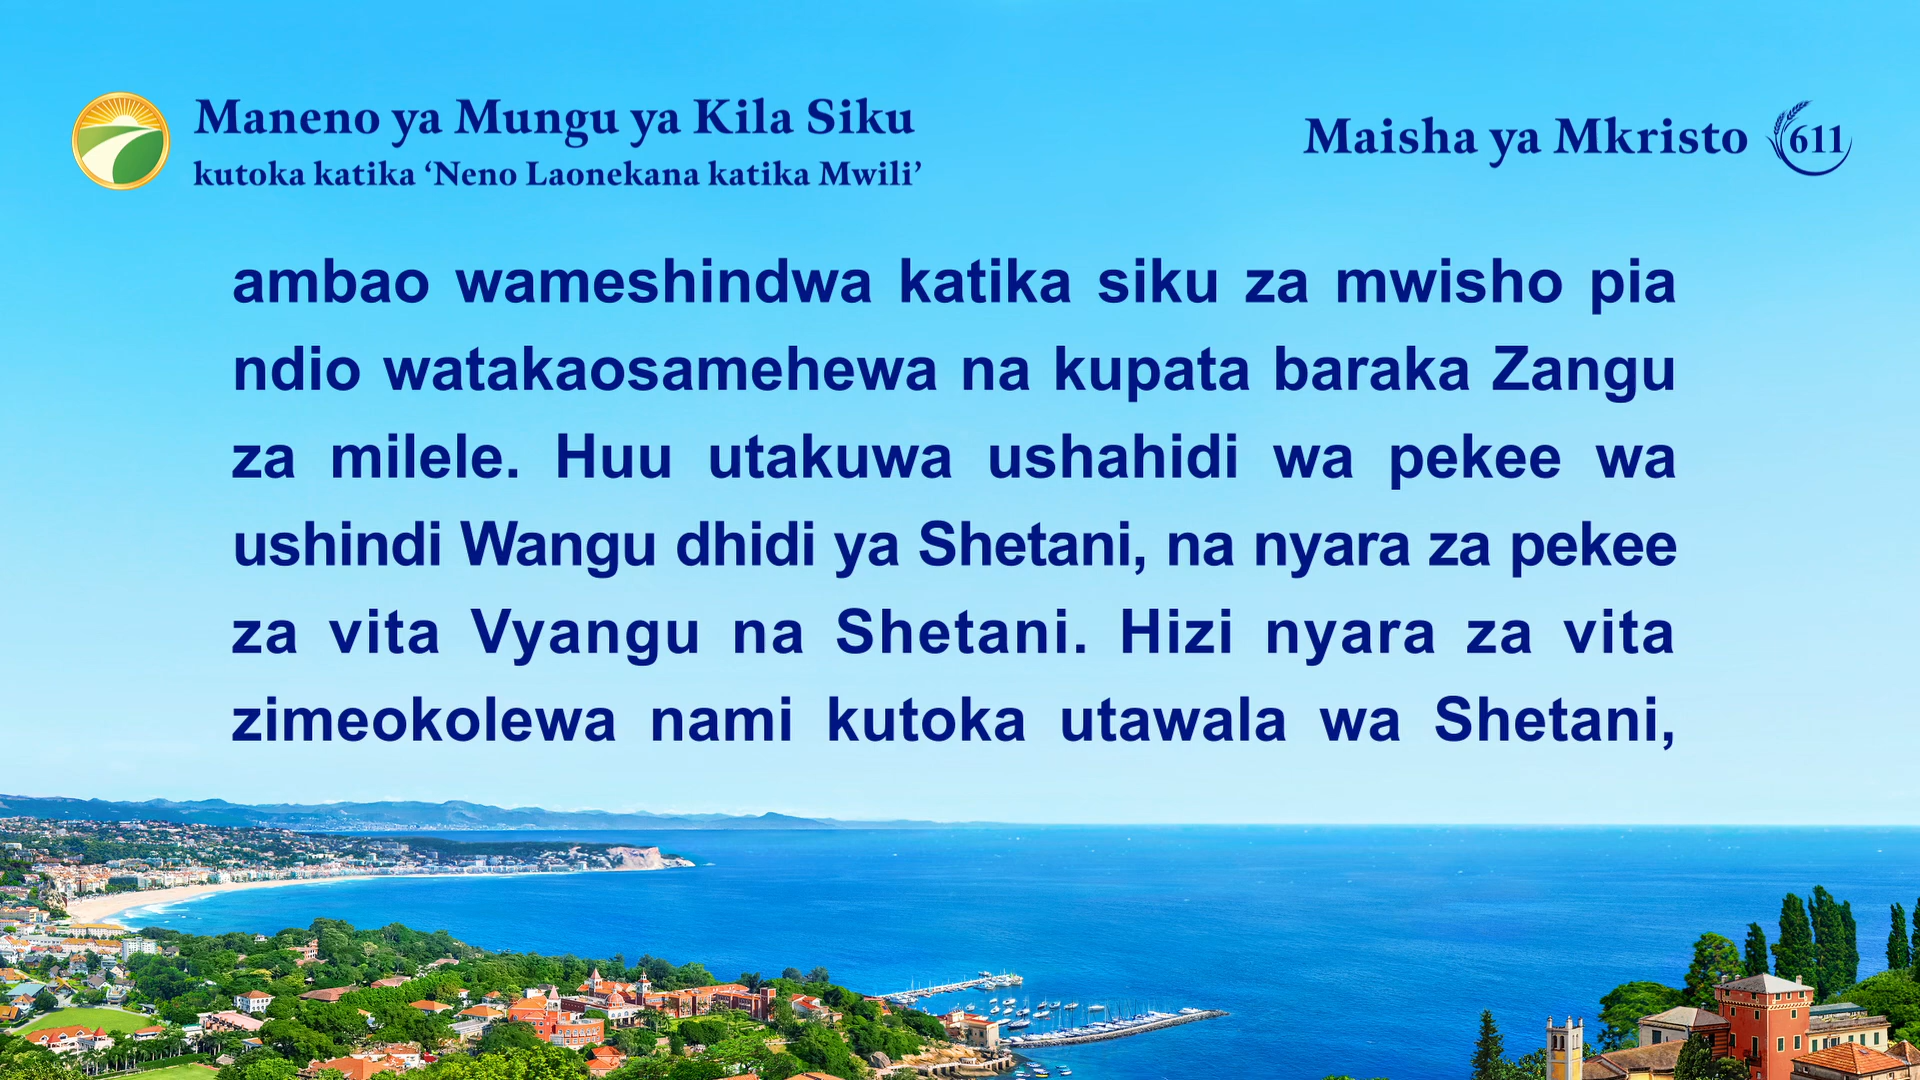 Maneno ya Mungu ya Kila Siku
kutoka katika ‘Neno Laonekana katika Mwili’
Maisha ya Mkristo 611
ambao wameshindwa katika siku za mwisho pia
ndio watakaosamehewa na kupata baraka Zangu
za milele. Huu utakuwa ushahidi wa pekee wa
ushindi Wangu dhidi ya Shetani, na nyara za pekee
za vita Vyangu na Shetani. Hizi nyara za vita
zimeokolewa nami kutoka utawala wa Shetani,